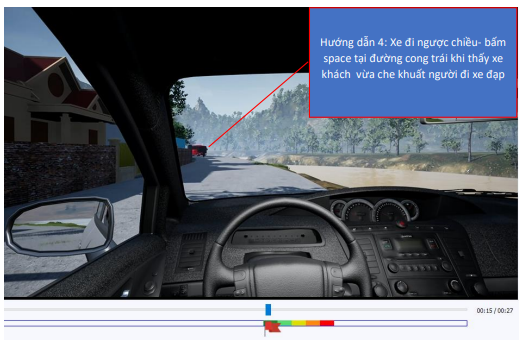 Hướng dẫn 4: Xe đi ngược chiều- bấm
space tại đường cong trái khi thấy xe
khách vừa che khuất người đi xe đạp
00:15 / 00:27